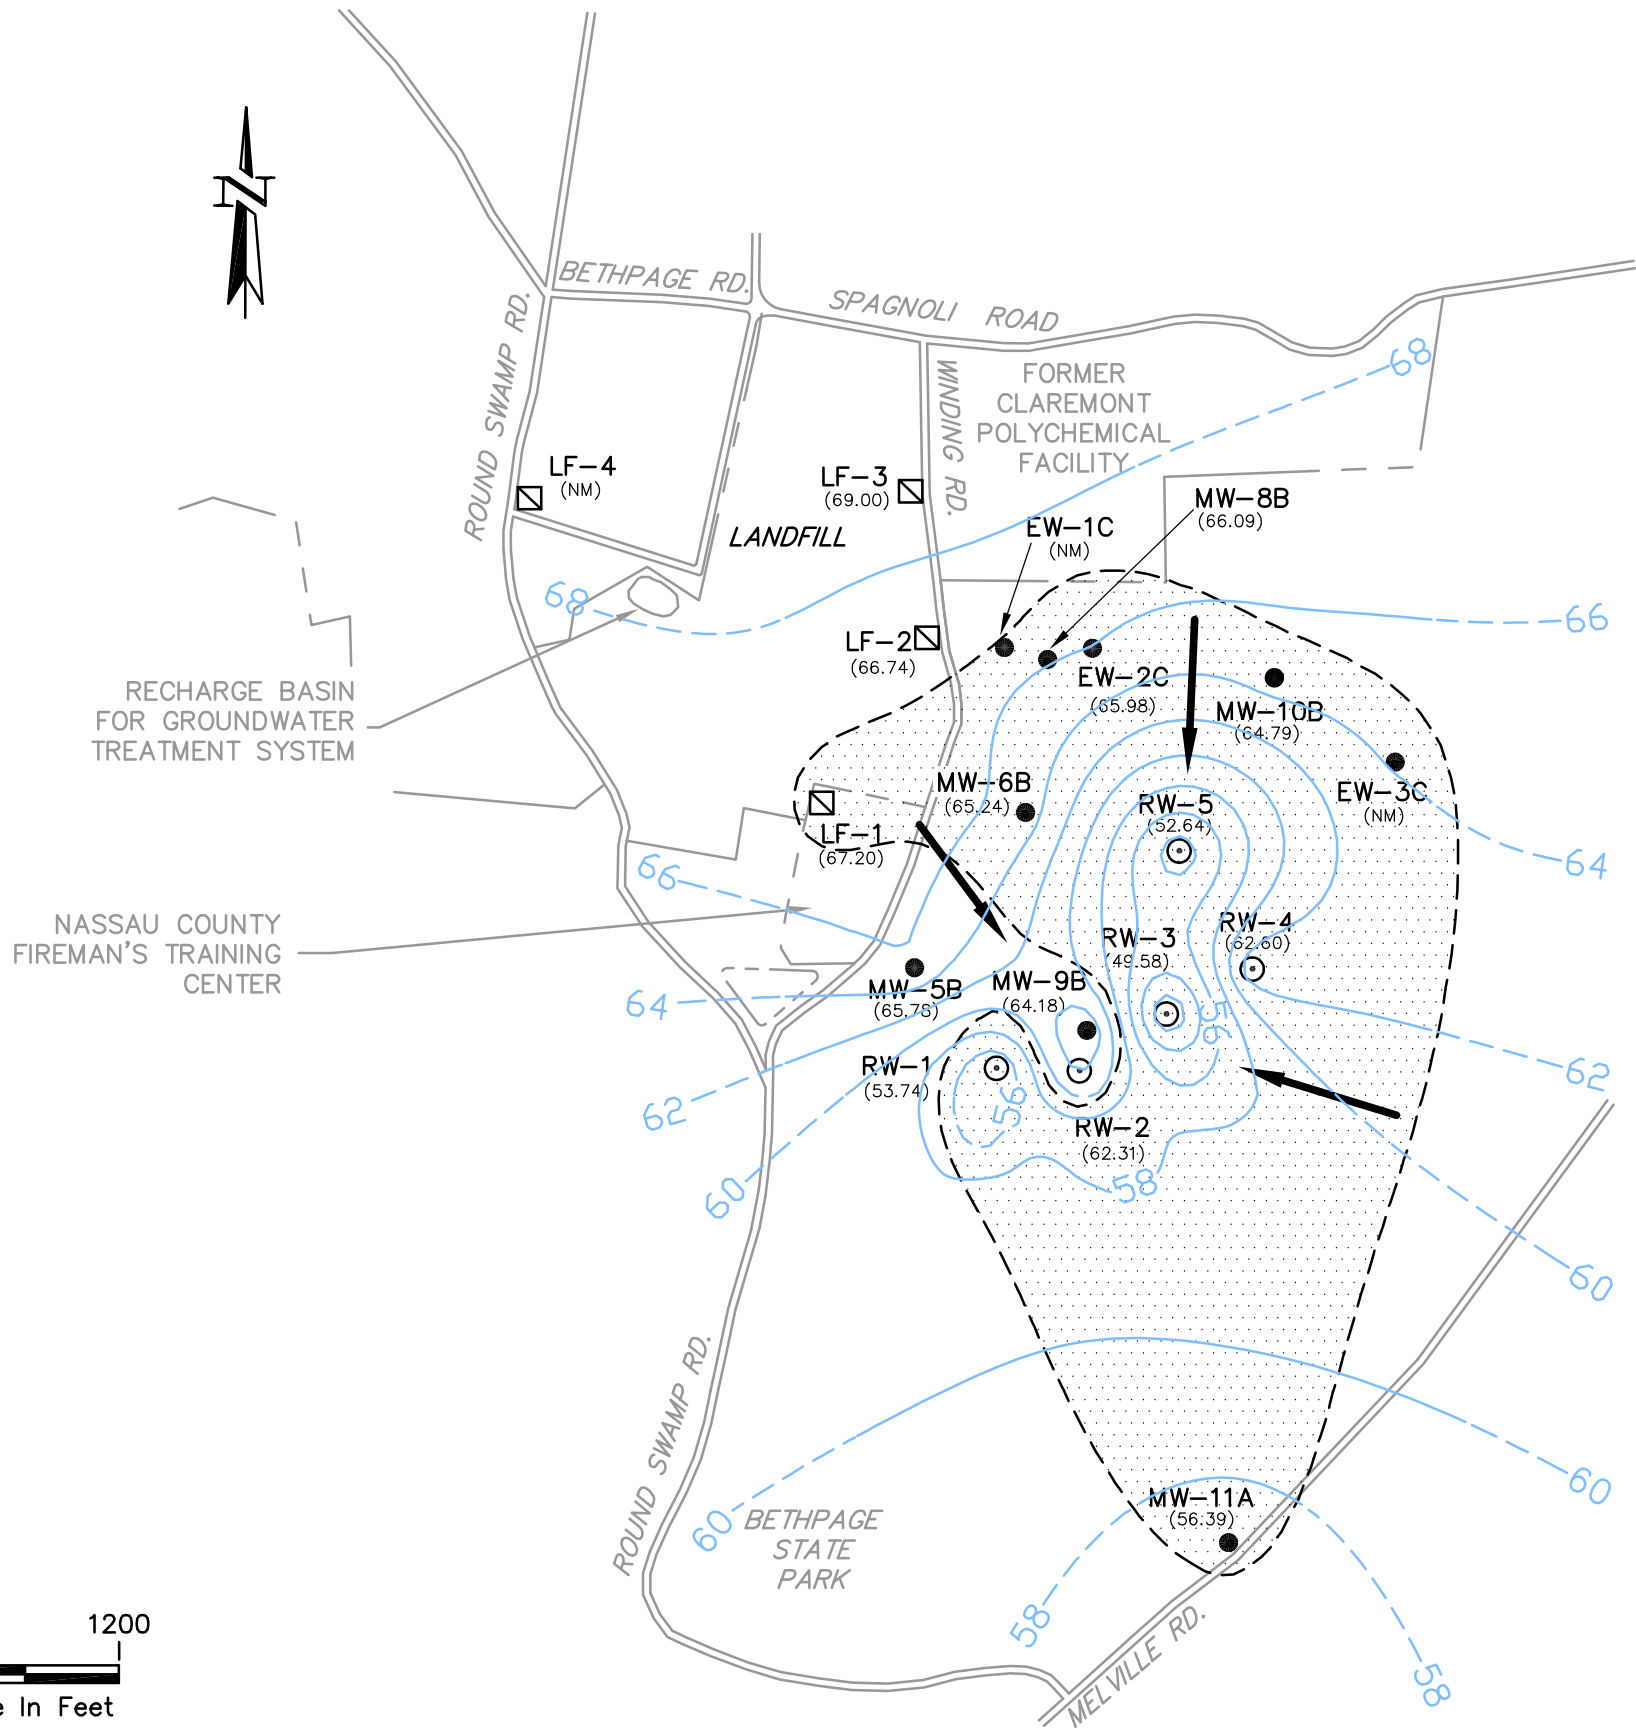 N
BETHPAGE RD.
SPAGNOLI ROAD
ROUND SWAMP RD.
WINDING RD.
FORMER
CLAREMONT
POLYCHEMICAL
FACILITY
68
LF-4
(NM)
LF-3
(69.00)
LANDFILL
EW-1C
(NM)
MW-8B
(66.09)
68
66
LF-2
(66.74)
EW-2C
(65.98)
MW-10B
(64.79)
RECHARGE BASIN
FOR GROUNDWATER
TREATMENT SYSTEM
MW-6B
(65.24)
RW-5
(52.64)
EW-3C
(NM)
LF-1
(67.20)
66
64
NASSAU COUNTY
FIREMAN'S TRAINING
CENTER
RW-3
(49.58)
RW-4
(62.60)
MW-5B
(65.78)
MW-9B
(64.18)
64
56
RW-1
(53.74)
62
62
56
RW-2
(62.31)
60
58
60
ROUND SWAMP RD.
60
60
MW-11A
(56.39)
BETHPAGE
STATE
PARK
58
58
MELVILLE RD.
1200
e In Feet